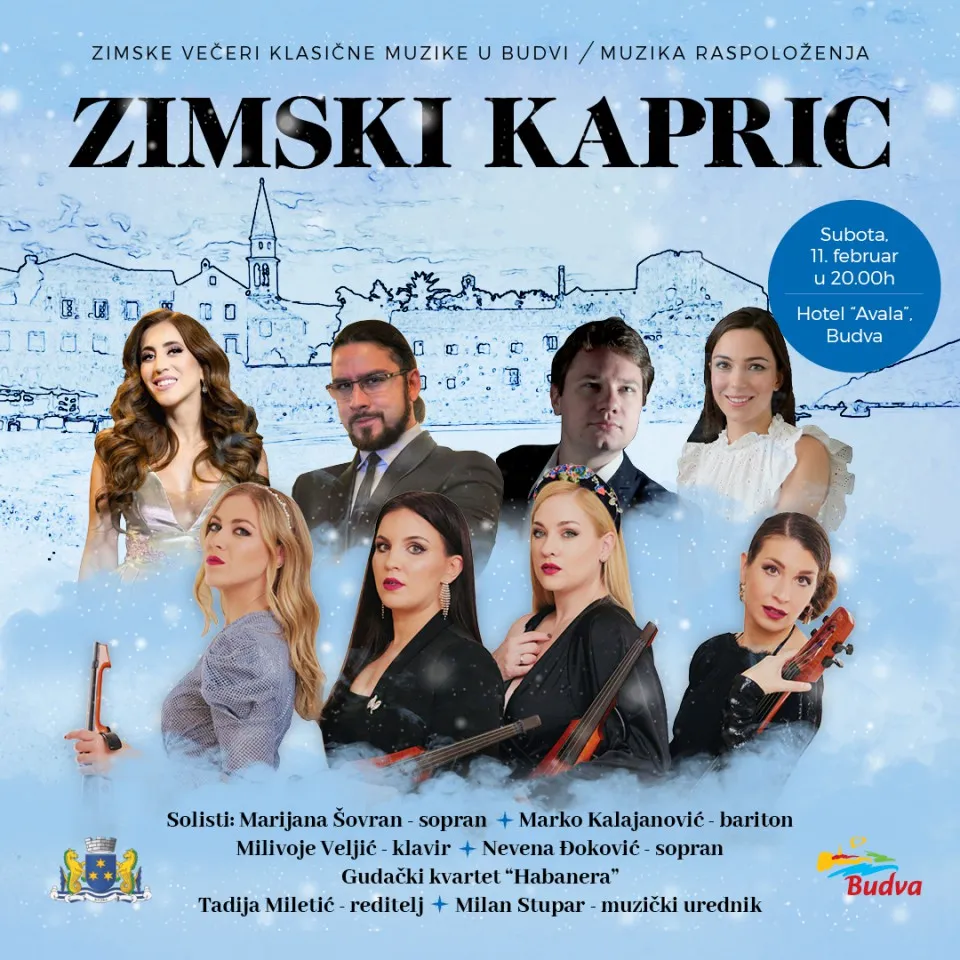 ZIMSKE VEČERI KLASIČNE MUZIKE U BUDVI / MUZIKA RASPOLOŽENJA
ZIMSKI KAPRIC
Subota,
11. februar
u 20.00h
Hotel "Avala",
Budva
Solisti: Marijana Šovran - sopran ✦ Marko Kalajanović - bariton
Milivoje Veljić - klavir ✦ Nevena Đoković - sopran
Gudački kvartet “Habanera”
Tadija Miletić - reditelj ✦ Milan Stupar - muzički urednik
Budva